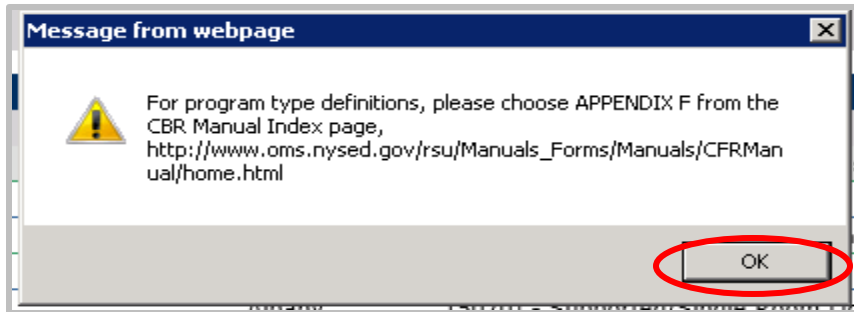 Message from webpage
For program type definitions, please choose APPENDIX F from the
CBR Manual Index page,
http://www.oms.nysed.gov/rsu/Manuals_Forms/Manuals/CFRMan
ual/home.html
OK